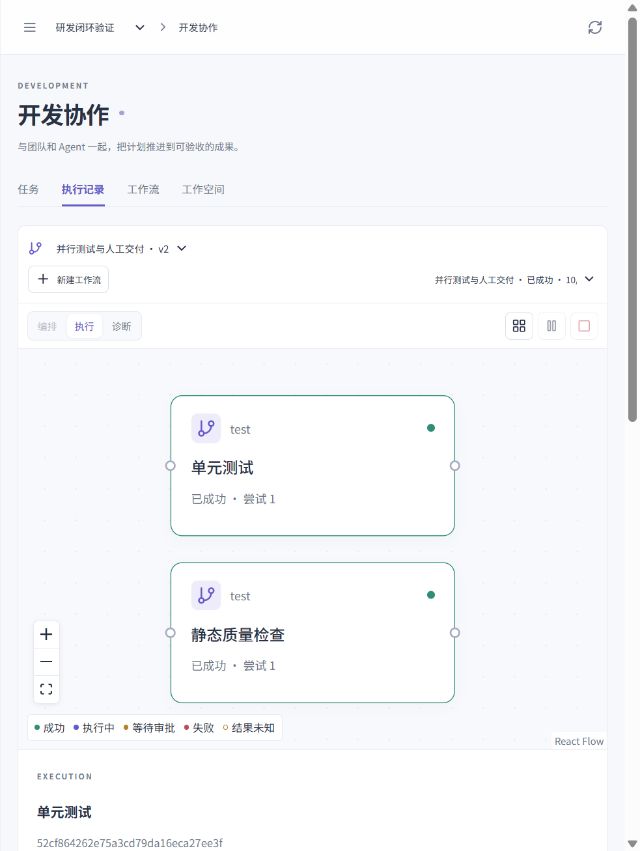 研发闭环验证 开发协作
DEVELOPMENT
开发协作
与团队和 Agent 一起，把计划推进到可验收的成果。
任务 执行记录 工作流 工作空间
并行测试与人工交付 · v2
新建工作流 并行测试与人工交付 · 已成功 · 10,
编排 执行 诊断
test
单元测试
已成功 · 尝试 1
test
静态质量检查
已成功 · 尝试 1
成功 执行中 等待审批 失败 结果未知
React Flow
EXECUTION
单元测试
52cf864262e75a3cd79da16eca27ee3f